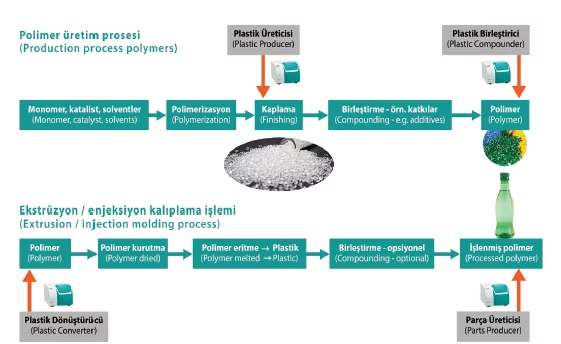 Polimer üretim prosesi
(Production process polymers)
Plastik Üreticisi
(Plastic Producer)
Plastik Birleştirici
(Plastic Compounder)
Monomer, katalist, solventler
(Monomer, catalyst, solvents)
Polimerizasyon
(Polymerization)
Kaplama
(Finishing)
Birleştirme - örn. katkılar
(Compounding - e.g. additives)
Polimer
(Polymer)
Ekstrüzyon / enjeksiyon kalıplama işlemi
(Extrusion / injection molding process)
Polimer
(Polymer)
Polimer kurutma
(Polymer dried)
Polimer eritme → Plastik
(Polymer melted → Plastic)
Birleştirme - opsiyonel
(Compounding - optional)
İşlenmiş polimer
(Processed polymer)
Plastik Dönüştürücü
(Plastic Converter)
Parça Üreticisi
(Parts Producer)